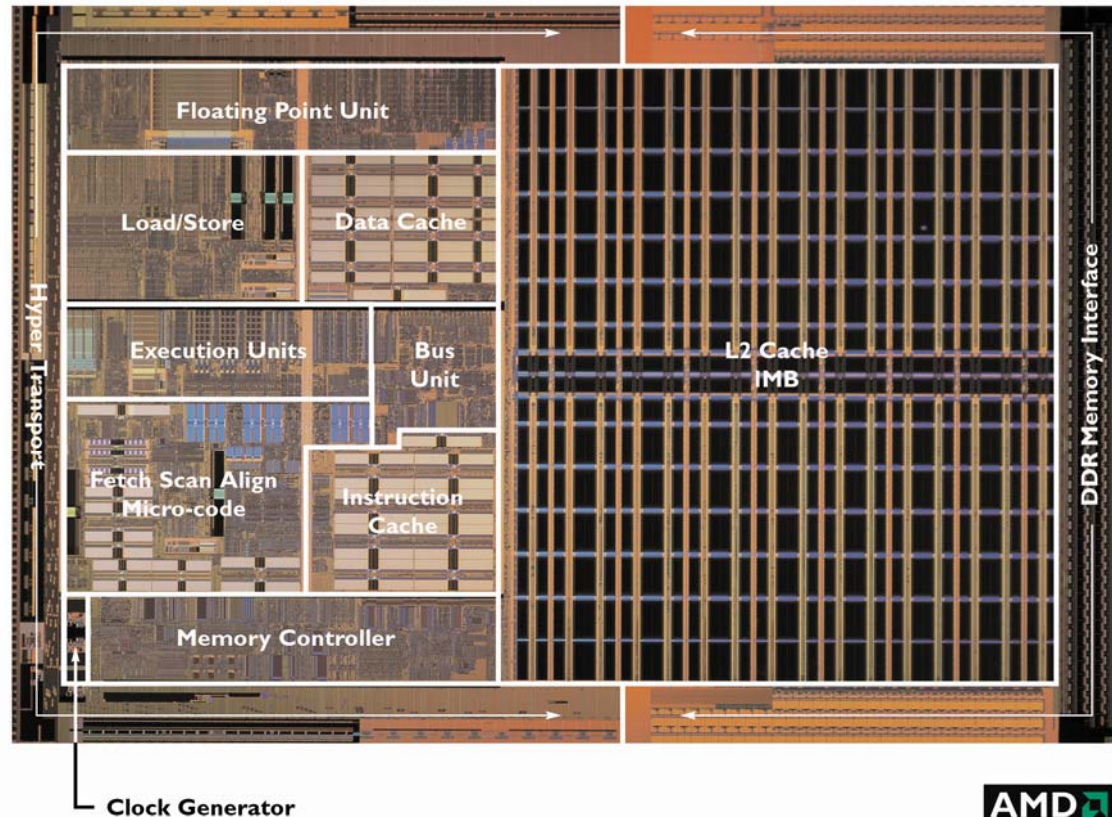 Floating Point Unit
Load/Store
Data Cache
Hyper Transport
Execution Units
Bus
Unit
L2 Cache
1MB
DDR Memory Interface
Fetch Scan Align
Micro-code
Instruction
Cache
Memory Controller
Clock Generator
AMD